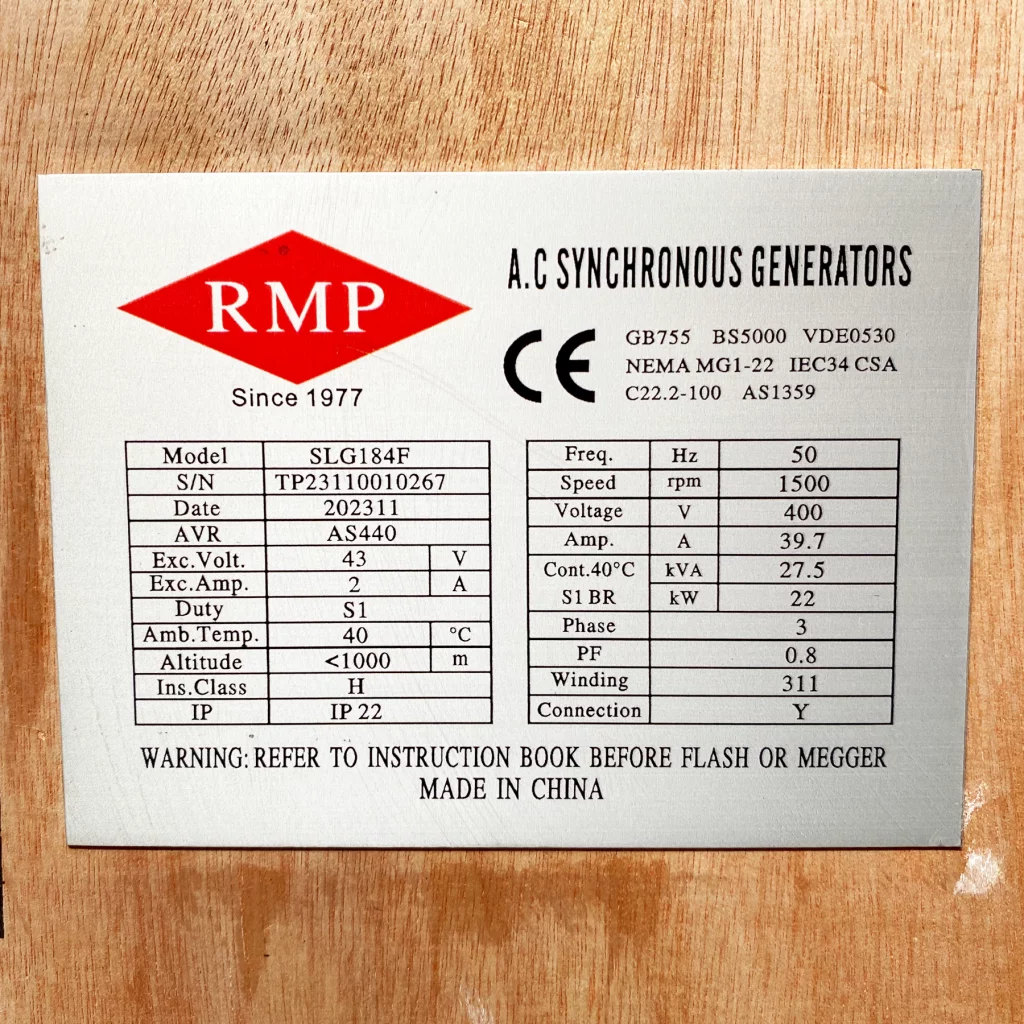 RMP
Since 1977
A.C SYNCHRONOUS GENERATORS
CE
GB755 BS5000 VDE0530
NEMA MG1-22 IEC34 CSA
C22.2-100 AS1359
Model SLG184F
S/N TP23110010267
Date 202311
AVR AS440
Exc.Volt. 43 V
Exc.Amp. 2 A
Duty S1
Amb.Temp. 40 °C
Altitude <1000 m
Ins.Class H
IP IP 22
Freq. Hz 50
Speed rpm 1500
Voltage V 400
Amp. A 39.7
Cont.40°C kVA 27.5
S1 BR kW 22
Phase 3
PF 0.8
Winding 311
Connection Y
WARNING: REFER TO INSTRUCTION BOOK BEFORE FLASH OR MEGGER
MADE IN CHINA